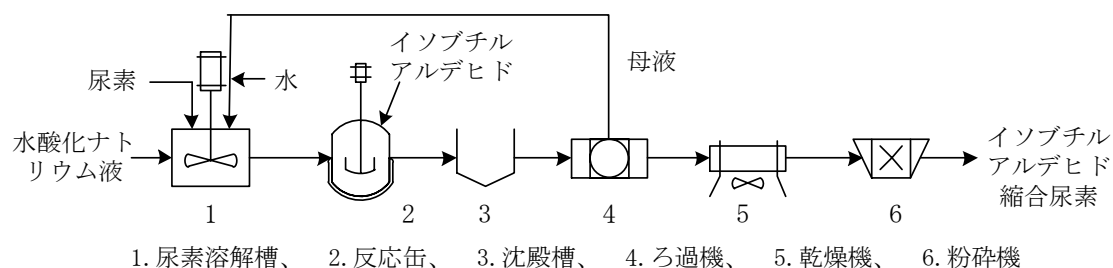 尿素
水
イソブチル
アルデヒド
母液
水酸化ナト
リウム液
イソブチル
アルデヒド
縮合尿素
1 2 3 4 5 6
1.尿素溶解槽、 2.反応缶、 3.沈殿槽、 4.ろ過機、 5.乾燥機、 6.粉砕機